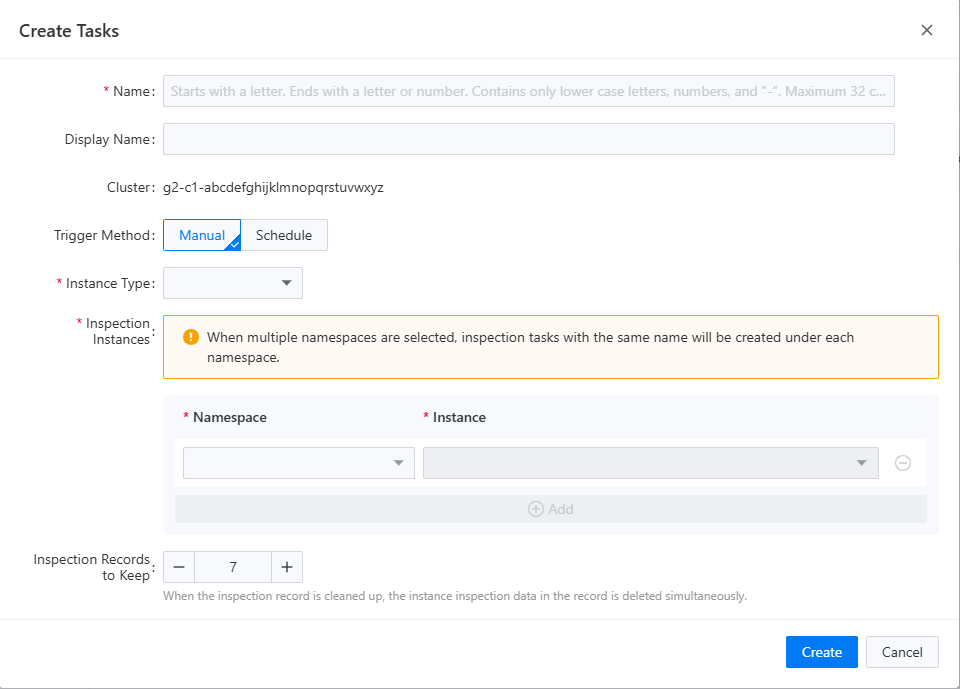 Create Tasks
* Name:
Starts with a letter. Ends with a letter or number. Contains only lower case letters, numbers, and "-". Maximum 32 c...
Display Name:
Cluster: g2-c1-abcdefghijklmnopqrstuvwxyz
Trigger Method: Manual Schedule
* Instance Type:
* Inspection
Instances:
When multiple namespaces are selected, inspection tasks with the same name will be created under each
namespace.
* Namespace * Instance
Add
Inspection Records
to Keep:
7
When the inspection record is cleaned up, the instance inspection data in the record is deleted simultaneously.
Create Cancel